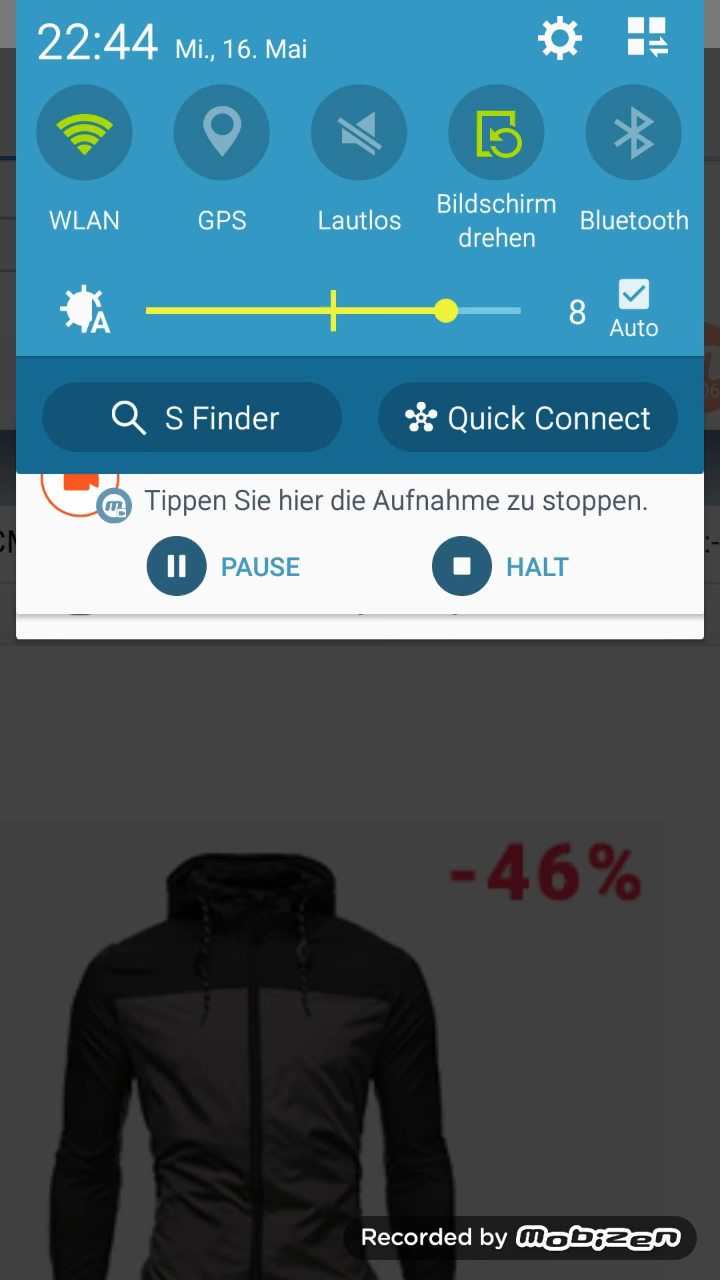 22:44 Mi., 16. Mai
WLAN GPS Lautlos Bildschirm drehen Bluetooth
8 Auto
S Finder Quick Connect
Tippen Sie hier die Aufnahme zu stoppen.
PAUSE HALT
-46%
Recorded by mobizen